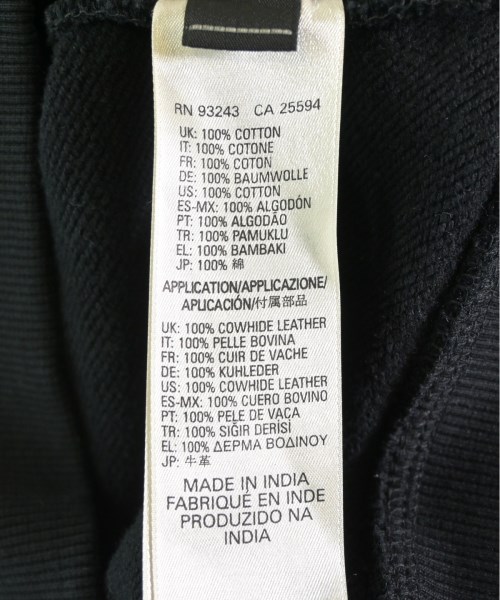 RN 93243 CA 25594
UK: 100% COTTON
IT: 100% COTONE
FR: 100% COTON
DE: 100% BAUMWOLLE
US: 100% COTTON
ES-MX: 100% ALGODÓN
PT: 100% ALGODÃO
TR: 100% PAMUKLU
EL: 100% BAMBAKI
JP: 100% 綿
APPLICATION/APPLICAZIONE/
APLICACIÓN/付属部品
UK: 100% COWHIDE LEATHER
IT: 100% PELLE BOVINA
FR: 100% CUIR DE VACHE
DE: 100% KUHLEDER
US: 100% COWHIDE LEATHER
ES-MX: 100% CUERO BOVINO
PT: 100% PELE DE VACA
TR: 100% SIĞIR DERİSİ
EL: 100% ΔΕΡΜΑ ΒΟΔΙΝΟΥ
JP: 牛革
MADE IN INDIA
FABRIQUÉ EN INDE
PRODUZIDO NA
INDIA